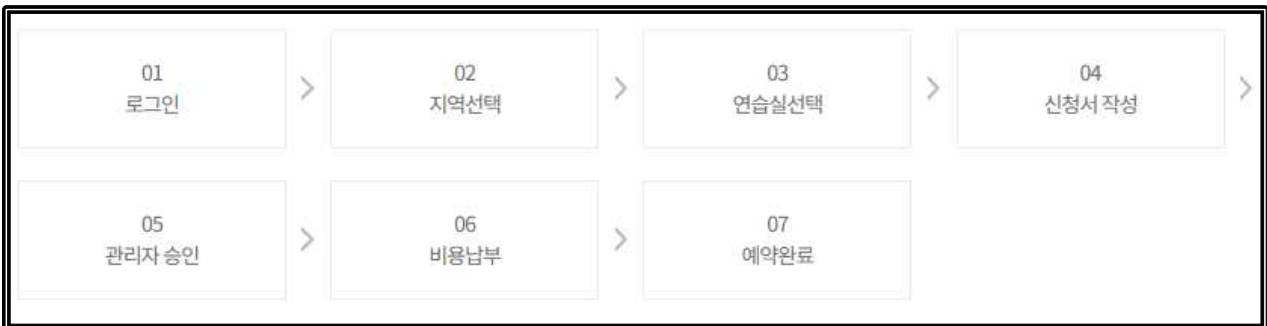 01
로그인
02
지역선택
03
연습실선택
04
신청서 작성
05
관리자 승인
06
비용납부
07
예약완료